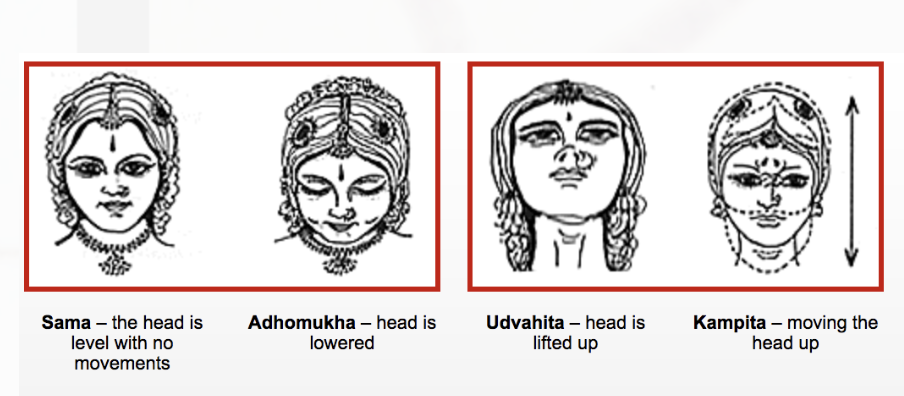 Sama – the head is
level with no
movements
Adhomukha – head is
lowered
Udvahita – head is
lifted up
Kampita – moving the
head up